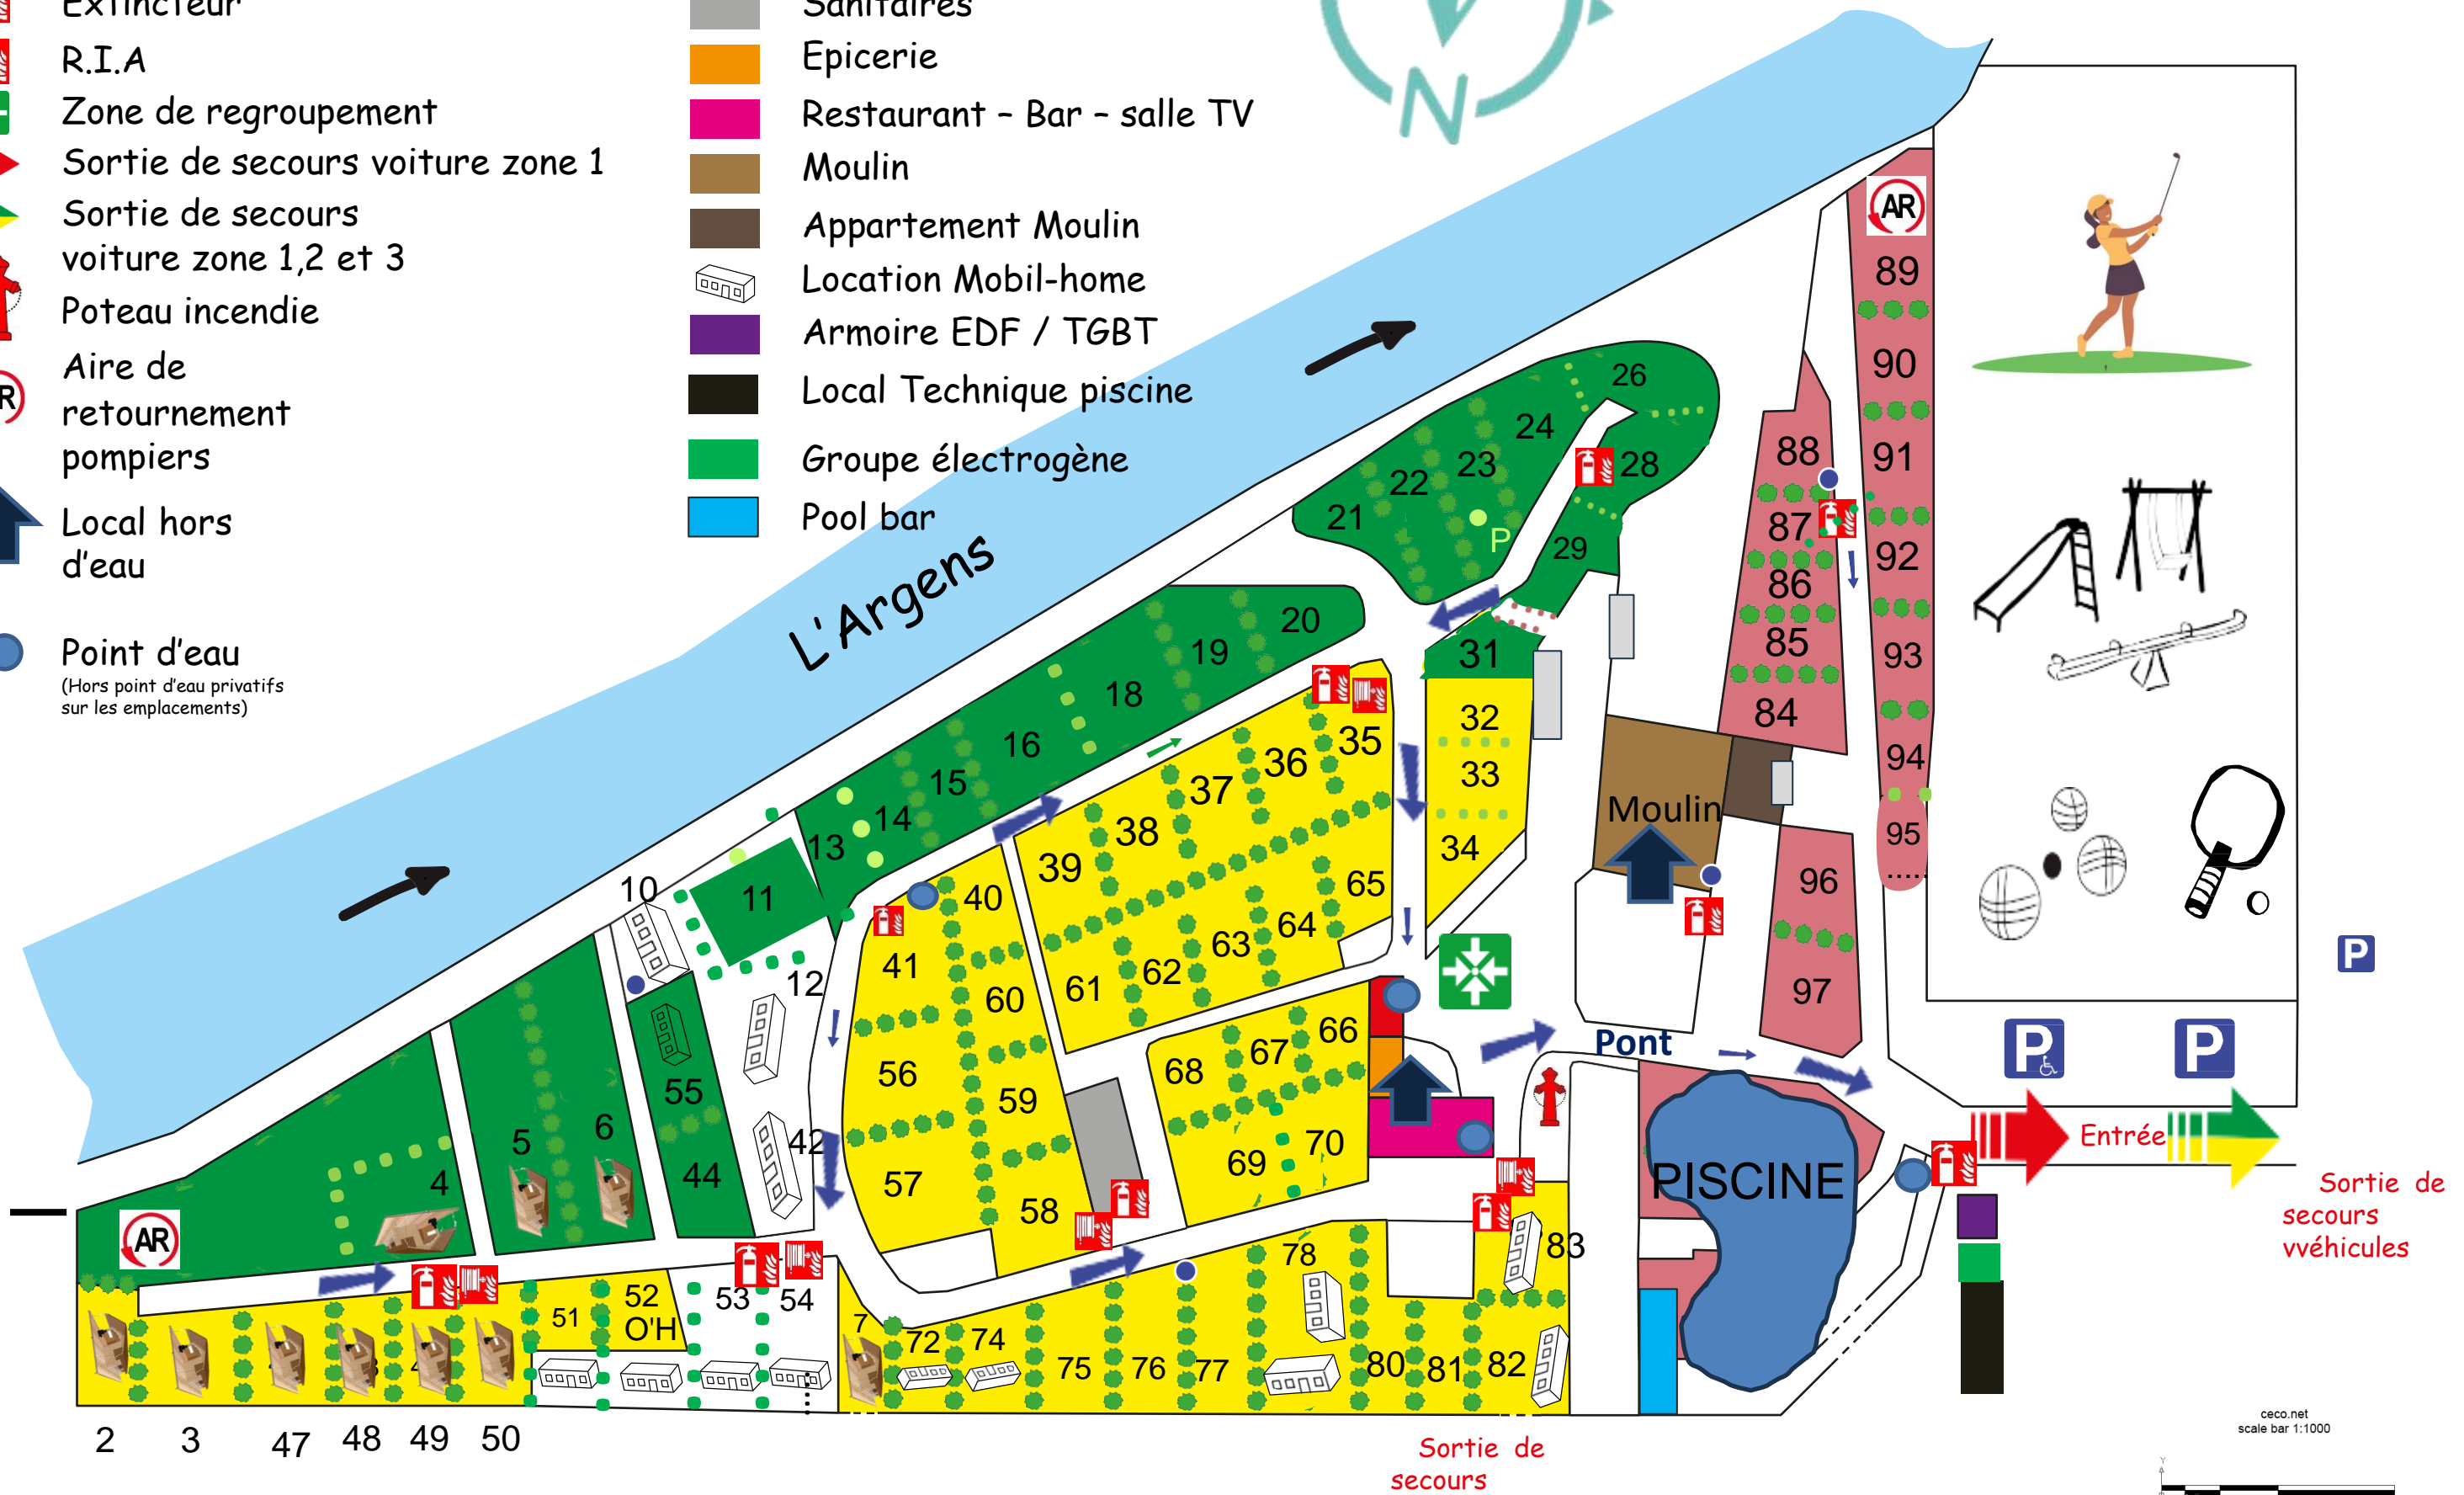 Extincteur
R.I.A
Zone de regroupement
Sortie de secours voiture zone 1
Sortie de secours
voiture zone 1,2 et 3
Poteau incendie
Aire de
retournement
pompiers
Local hors
d'eau
Point d'eau
(Hors point d'eau privatifs
sur les emplacements)
Sanitaires
Epicerie
Restaurant – Bar – salle TV
Moulin
Appartement Moulin
Location Mobil-home
Armoire EDF / TGBT
Local Technique piscine
Groupe électrogène
Pool bar
N
L'Argens
AR
89
90
91
92
93
94
95
88
87
86
85
84
96
97
26
24
23
22
21
28
29
P
31
32
33
34
20
19
18
16
15
14
13
11
10
12
35
36
37
38
39
40
41
65
64
63
62
61
60
59
58
56
57
66
67
68
69
70
55
44
42
5
6
4
AR
Moulin
Pont
PISCINE
P
P
P
Entrée
Sortie de
secours
vvéhicules
51
52
O'H
53
54
7
72
74
75
76
77
78
80
81
82
83
2
3
47
48
49
50
Sortie de
secours
ceco.net
scale bar 1:1000
Y